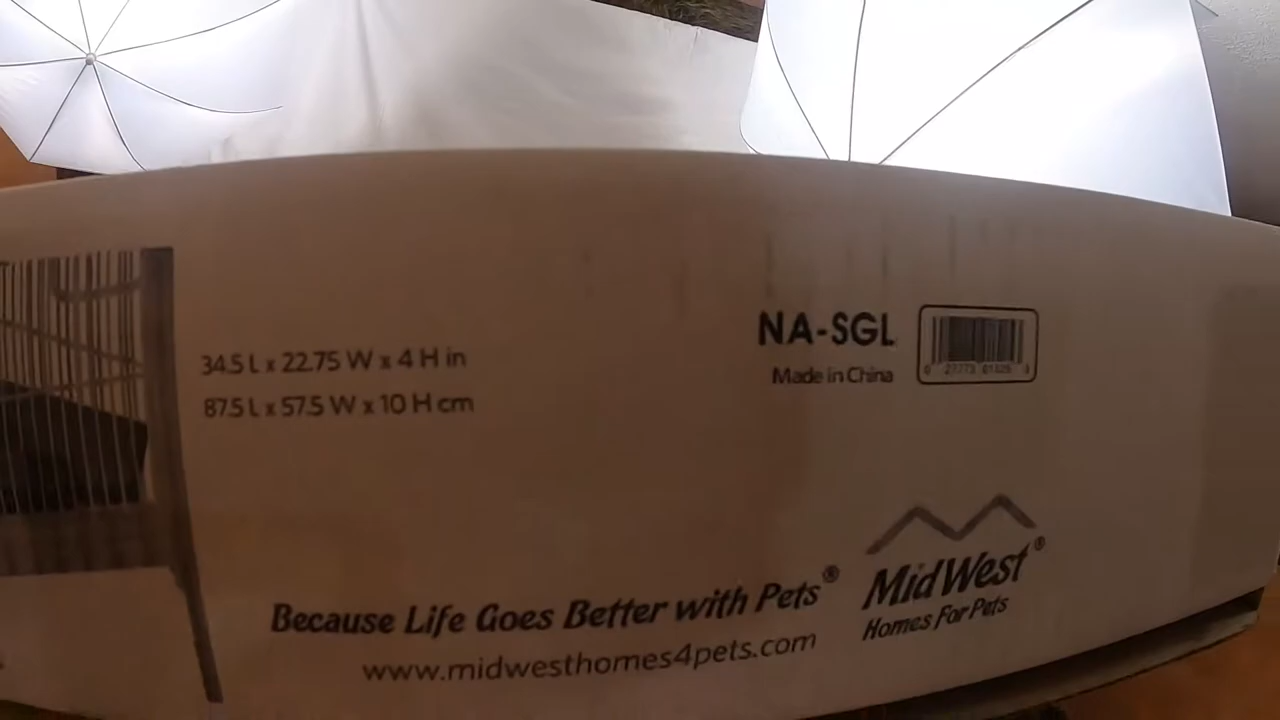 34.5 L x 22.75 W x 4 H in
87.5 L x 57.5 W x 10 H cm
NA-SGL
Made in China
Because Life Goes Better with Pets®
www.midwesthomes4pets.com
MidWest®
Homes For Pets